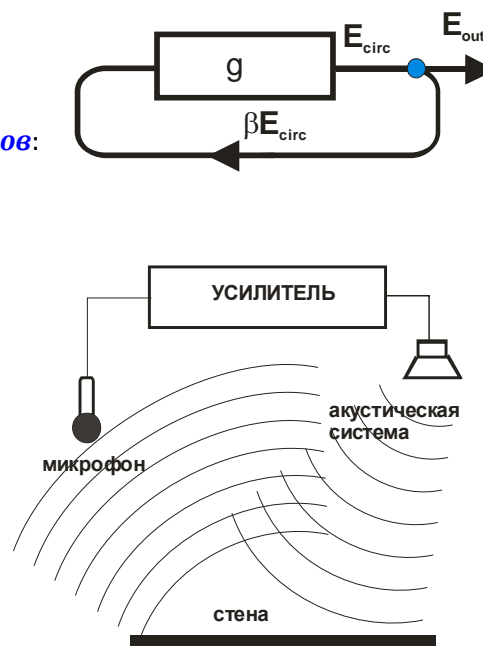 E_circ E_out
g
ов:
βE_circ
УСИЛИТЕЛЬ
акустическая
система
микрофон
стена